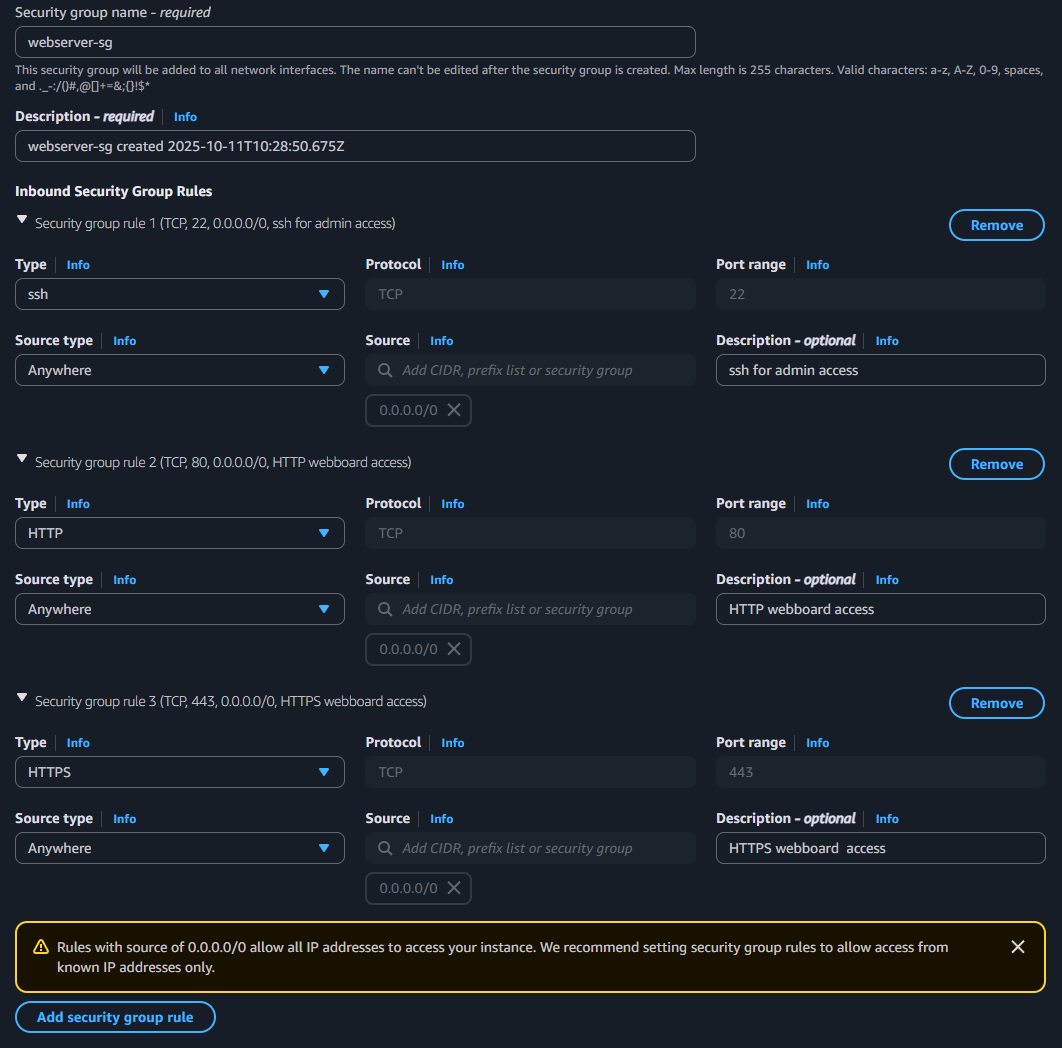 Security group name - required
webserver-sg
This security group will be added to all network interfaces. The name can't be edited after the security group is created. Max length is 255 characters. Valid characters: a-z, A-Z, 0-9, spaces,
and ._-:/()#,@[]+=&;{}!$*
Description - required Info
webserver-sg created 2025-10-11T10:28:50.675Z
Inbound Security Group Rules
Security group rule 1 (TCP, 22, 0.0.0.0/0, ssh for admin access) Remove
Type Info Protocol Info Port range Info
ssh TCP 22
Source type Info Source Info Description - optional Info
Anywhere Add CIDR, prefix list or security group ssh for admin access
0.0.0.0/0
Security group rule 2 (TCP, 80, 0.0.0.0/0, HTTP webboard access) Remove
Type Info Protocol Info Port range Info
HTTP TCP 80
Source type Info Source Info Description - optional Info
Anywhere Add CIDR, prefix list or security group HTTP webboard access
0.0.0.0/0
Security group rule 3 (TCP, 443, 0.0.0.0/0, HTTPS webboard access) Remove
Type Info Protocol Info Port range Info
HTTPS TCP 443
Source type Info Source Info Description - optional Info
Anywhere Add CIDR, prefix list or security group HTTPS webboard  access
0.0.0.0/0
Rules with source of 0.0.0.0/0 allow all IP addresses to access your instance. We recommend setting security group rules to allow access from
known IP addresses only.
Add security group rule